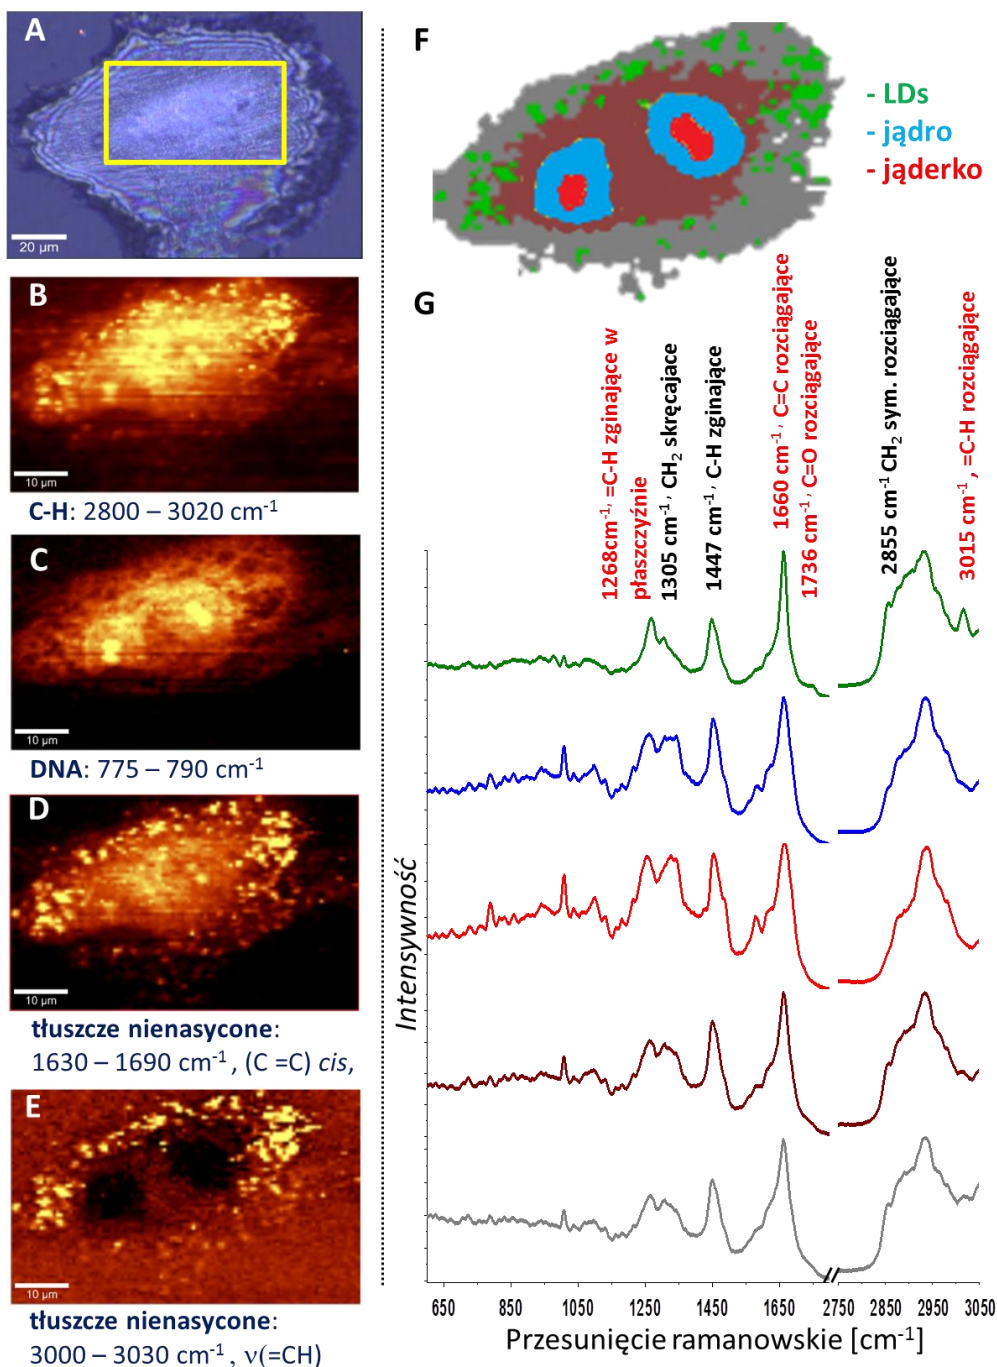 A
20 µm
B
10 µm
C-H: 2800 – 3020 cm⁻¹
C
10 µm
DNA: 775 – 790 cm⁻¹
D
10 µm
tłuszcze nienasycone:
1630 – 1690 cm⁻¹ , (C =C) cis,
E
10 µm
tłuszcze nienasycone:
3000 – 3030 cm⁻¹ , ν(=CH)
F
- LDs
- jądro
- jąderko
G
1268cm⁻¹, =C-H zginające w
płaszczyźnie
1305 cm⁻¹, CH₂ skręcajace
1447 cm⁻¹, C-H zginające
1660 cm⁻¹, C=C rozciągające
1736 cm⁻¹, C=O rozciągające
2855 cm⁻¹ CH₂ sym. rozciągające
3015 cm⁻¹ , =C-H rozciągające
Intensywność
650 850 1050 1250 1450 1650 2750 2850 2950 3050
Przesunięcie ramanowskie [cm⁻¹]